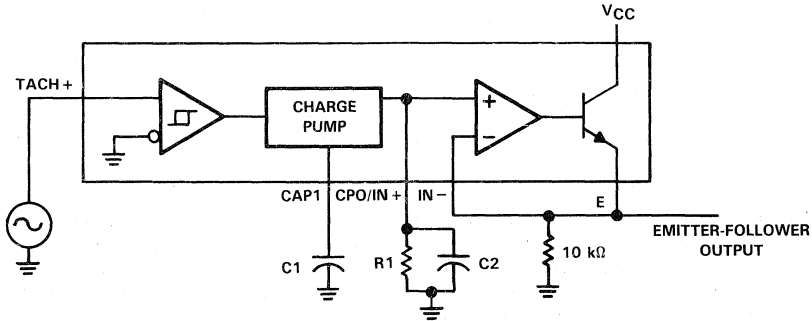 VCC
TACH +
CHARGE
PUMP
+
−
CAP1
CPO/IN +
IN −
E
EMITTER-FOLLOWER
OUTPUT
C1
R1
C2
10 kΩ